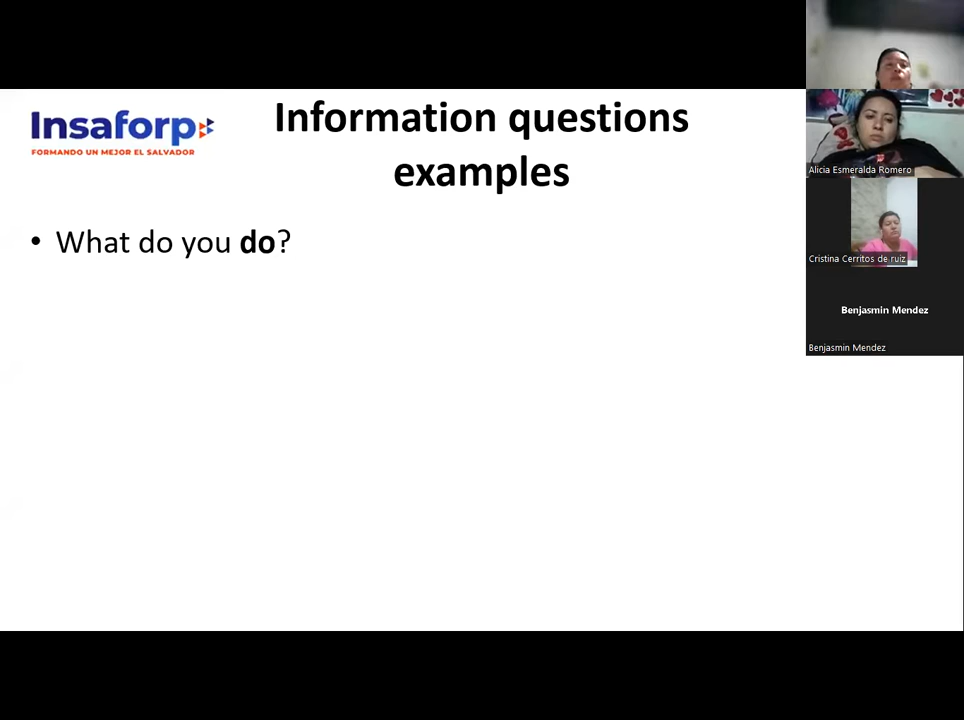 Insaforp
FORMANDO UN MEJOR EL SALVADOR
Information questions
examples
• What do you do?
Alicia Esmeralda Romero
Cristina Cerritos de ruiz
Benjasmin Mendez
Benjasmin Mendez